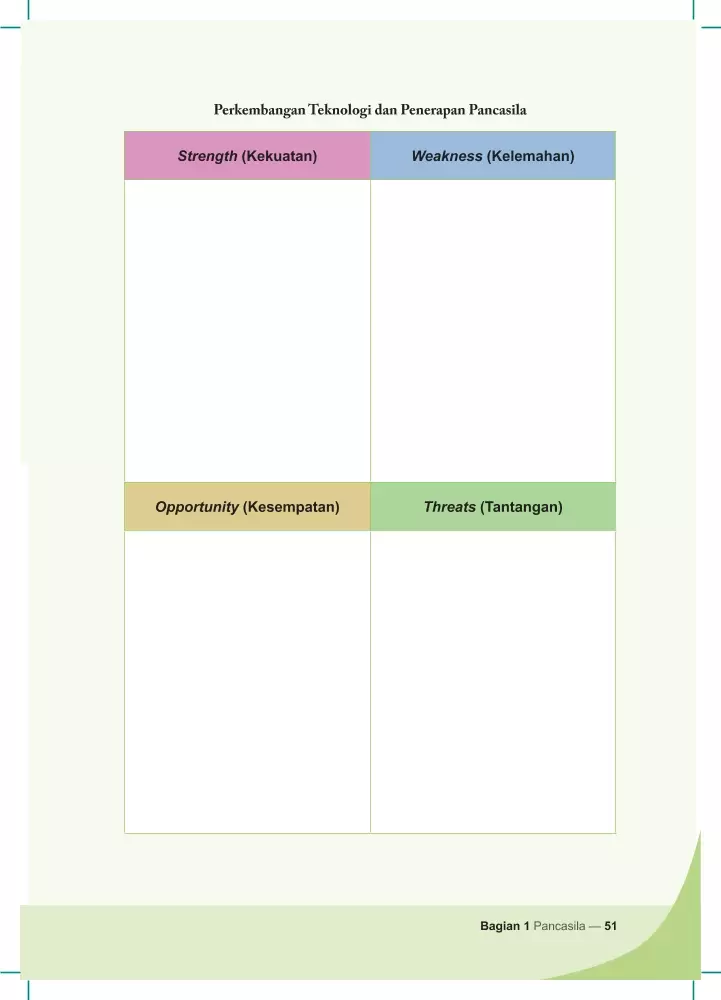 Perkembangan Teknologi dan Penerapan Pancasila
Strength (Kekuatan)
Weakness (Kelemahan)
Opportunity (Kesempatan)
Threats (Tantangan)
Bagian 1 Pancasila — 51